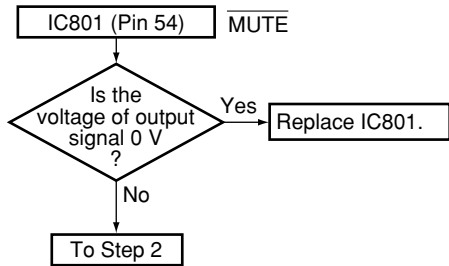 IC801 (Pin 54) MUTE
Is the
voltage of output
signal 0 V
?
Yes
Replace IC801.
No
To Step 2